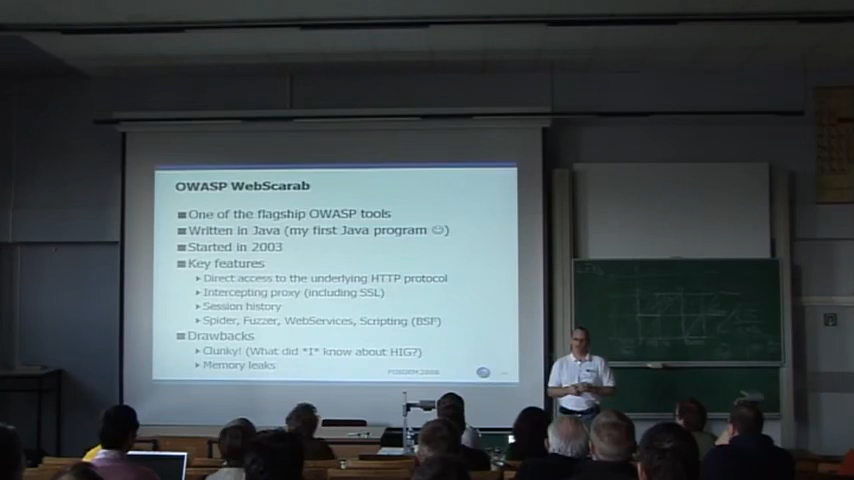 OWASP WebScarab
One of the flagship OWASP tools
Written in Java (my first Java program ☺)
Started in 2003
Key features
Direct access to the underlying HTTP protocol
Intercepting proxy (including SSL)
Session history
Spider, Fuzzer, WebServices, Scripting (BSF)
Drawbacks
Clunky! (What did *I* know about HIG?)
Memory leaks